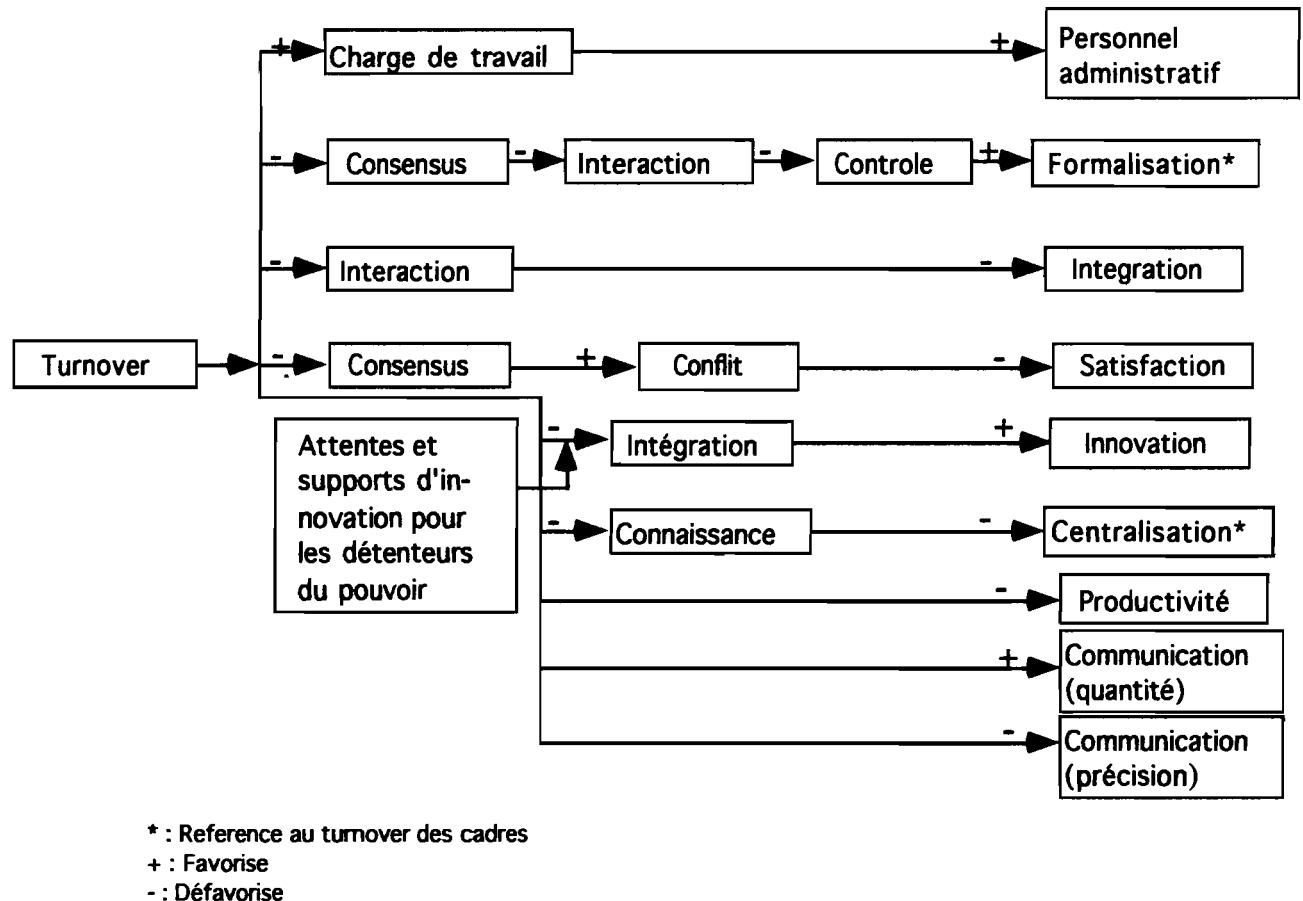 + Charge de travail + Personnel
administratif
- Consensus - Interaction - Controle + Formalisation*
- Interaction - Integration
Turnover - Consensus + Conflit - Satisfaction
Attentes et
supports d'in-
novation pour
les détenteurs
du pouvoir
- Intégration + Innovation
- Connaissance - Centralisation*
- Productivité
+ Communication
(quantité)
- Communication
(précision)
* : Reference au turnover des cadres
+ : Favorise
- : Défavorise